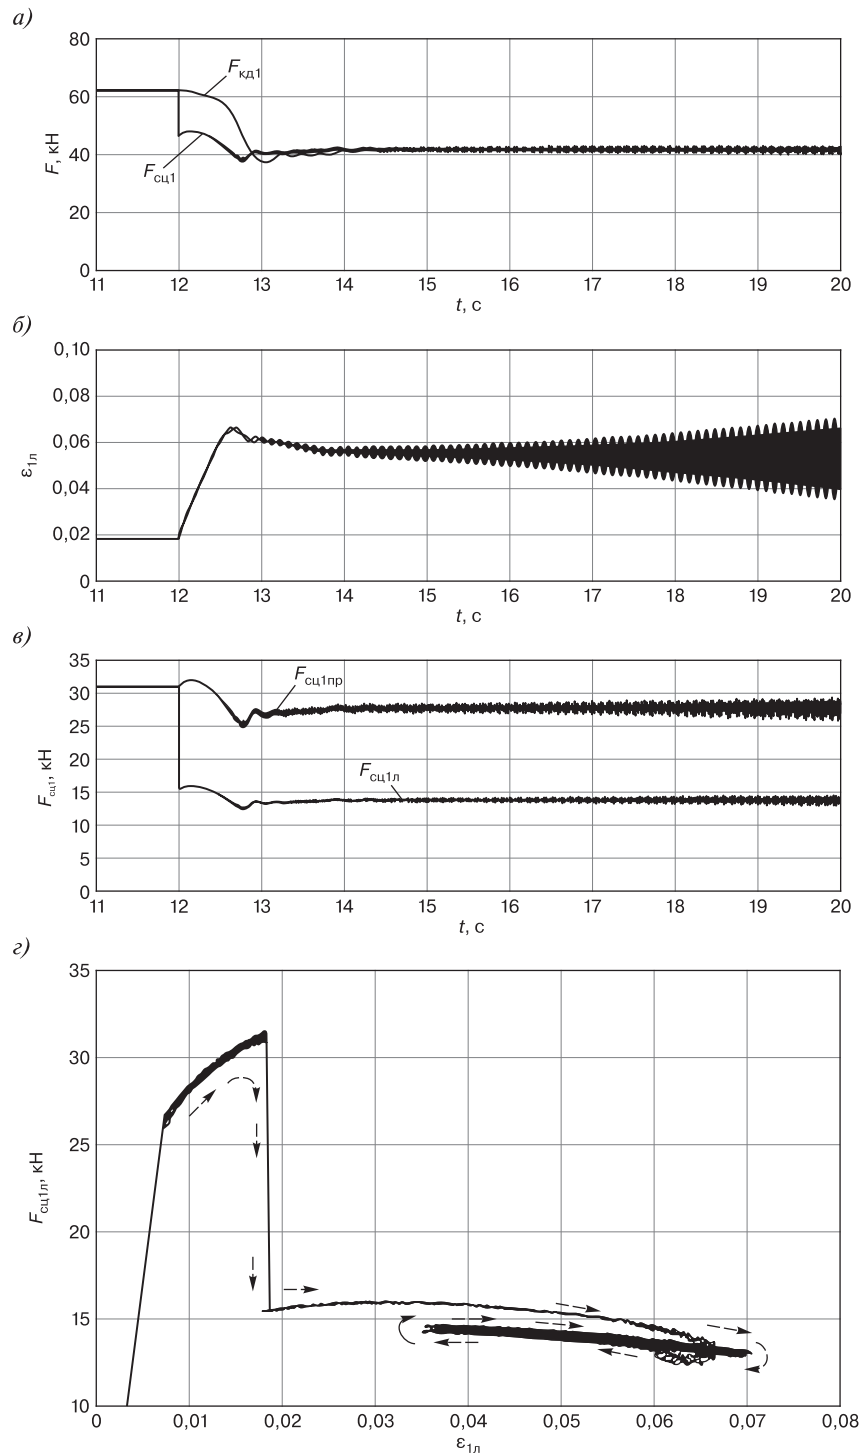 а)
80
60
40
20
0
F, кН
Fкд1
Fсц1
11 12 13 14 15 16 17 18 19 20
t, с
б)
0,10
0,08
0,06
0,04
0,02
0
ε1л
11 12 13 14 15 16 17 18 19 20
t, с
в)
35
30
25
20
15
10
5
0
Fсц1, кН
Fсц1пр
Fсц1л
11 12 13 14 15 16 17 18 19 20
t, с
г)
35
30
25
20
15
10
Fсц1л, кН
0 0,01 0,02 0,03 0,04 0,05 0,06 0,07 0,08
ε1л